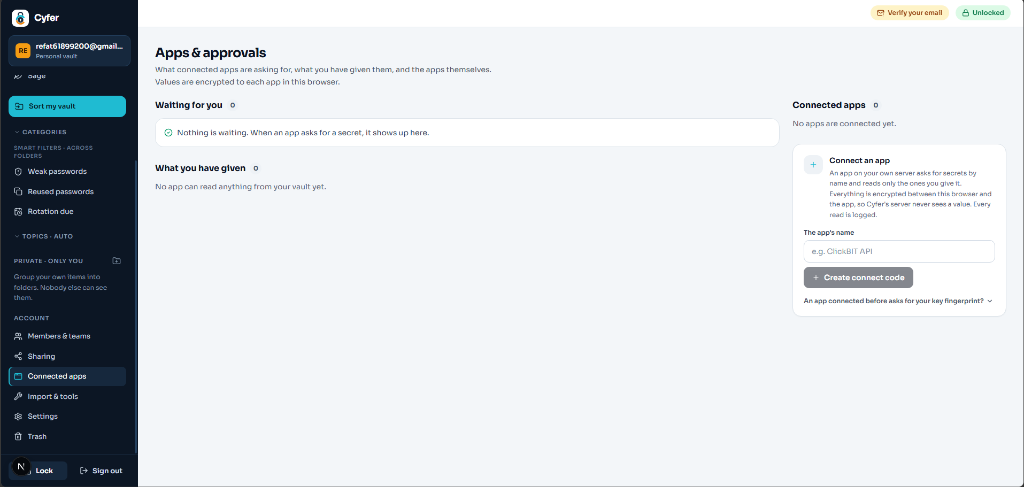 Cyfer
Verify your email
Unlocked
RE
refat61899200@gmail...
Personal vault
Sort my vault
CATEGORIES
SMART FILTERS - ACROSS
FOLDERS
Weak passwords
Reused passwords
Rotation due
TOPICS - AUTO
PRIVATE - ONLY YOU
Group your own items into
folders. Nobody else can see
them.
ACCOUNT
Members & teams
Sharing
Connected apps
Import & tools
Settings
Trash
N
Lock
Sign out
Apps & approvals
What connected apps are asking for, what you have given them, and the apps themselves.
Values are encrypted to each app in this browser.
Waiting for you 0
Nothing is waiting. When an app asks for a secret, it shows up here.
What you have given 0
No app can read anything from your vault yet.
Connected apps 0
No apps are connected yet.
Connect an app
An app on your own server asks for secrets by
name and reads only the ones you give it.
Everything is encrypted between this browser and
the app, so Cyfer's server never sees a value. Every
read is logged.
The app's name
e.g. ClickBIT API
+ Create connect code
An app connected before asks for your key fingerprint?